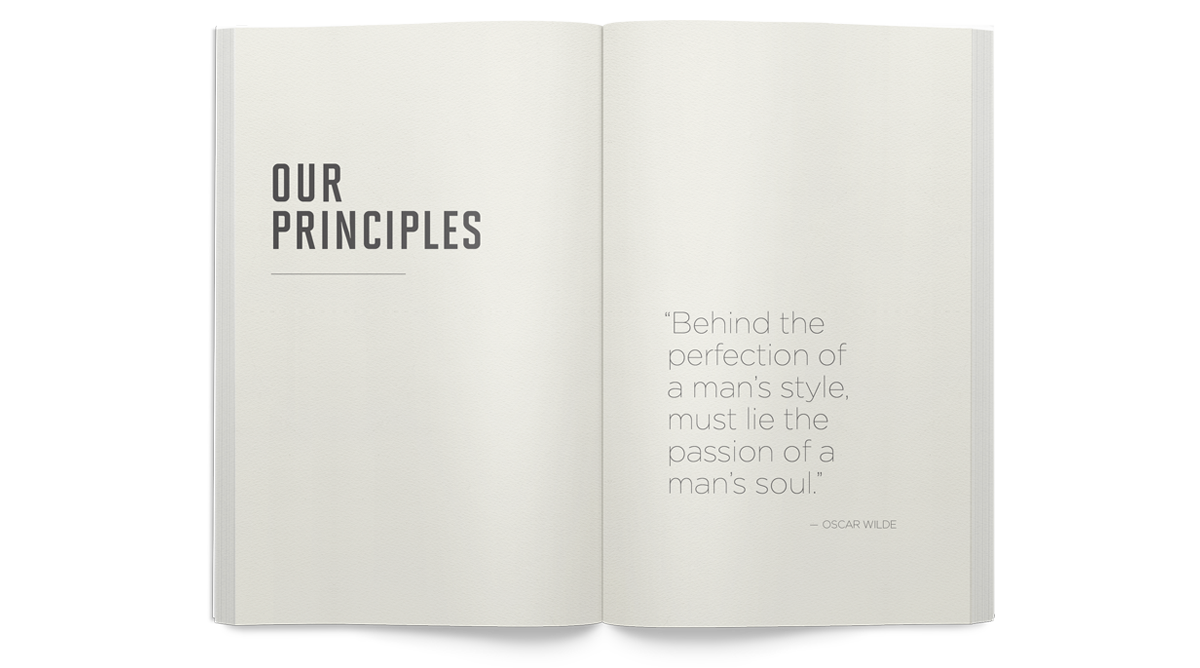 OUR
PRINCIPLES
“Behind the
perfection of
a man’s style,
must lie the
passion of a
man’s soul.”
— OSCAR WILDE